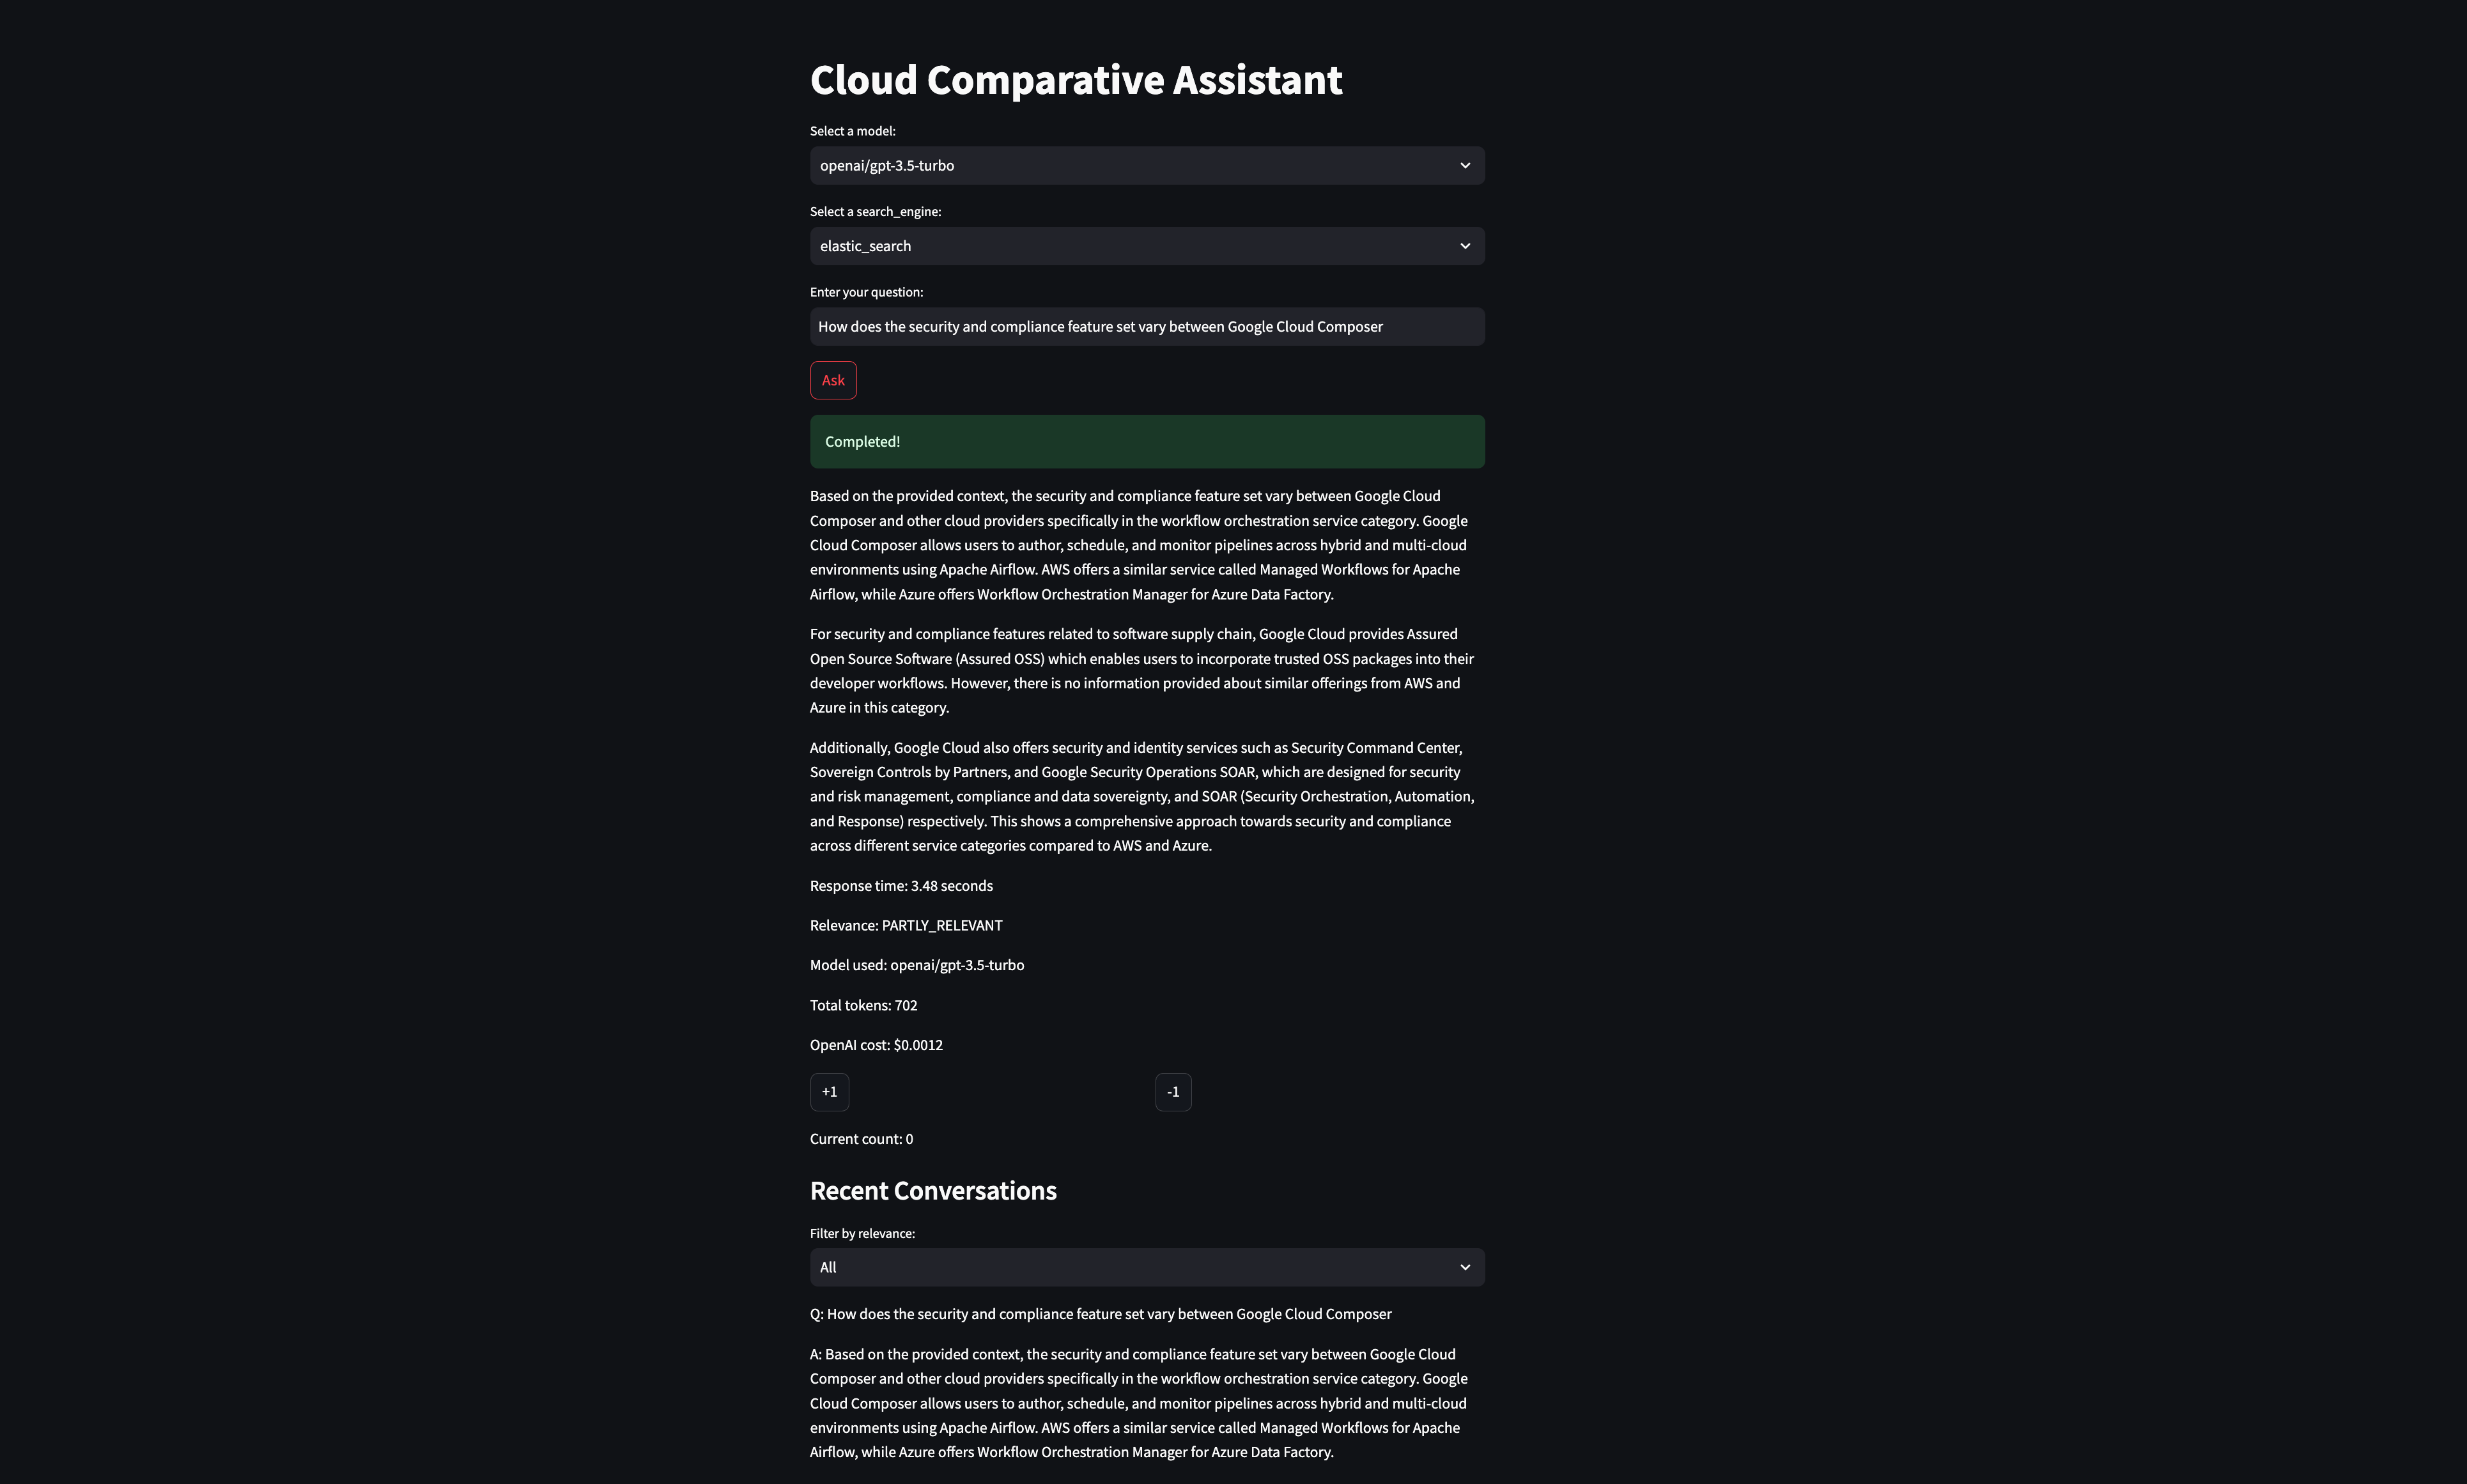 Cloud Comparative Assistant
Select a model:
openai/gpt-3.5-turbo
Select a search_engine:
elastic_search
Enter your question:
How does the security and compliance feature set vary between Google Cloud Composer
Ask
Completed!
Based on the provided context, the security and compliance feature set vary between Google Cloud
Composer and other cloud providers specifically in the workflow orchestration service category. Google
Cloud Composer allows users to author, schedule, and monitor pipelines across hybrid and multi-cloud
environments using Apache Airflow. AWS offers a similar service called Managed Workflows for Apache
Airflow, while Azure offers Workflow Orchestration Manager for Azure Data Factory.
For security and compliance features related to software supply chain, Google Cloud provides Assured
Open Source Software (Assured OSS) which enables users to incorporate trusted OSS packages into their
developer workflows. However, there is no information provided about similar offerings from AWS and
Azure in this category.
Additionally, Google Cloud also offers security and identity services such as Security Command Center,
Sovereign Controls by Partners, and Google Security Operations SOAR, which are designed for security
and risk management, compliance and data sovereignty, and SOAR (Security Orchestration, Automation,
and Response) respectively. This shows a comprehensive approach towards security and compliance
across different service categories compared to AWS and Azure.
Response time: 3.48 seconds
Relevance: PARTLY_RELEVANT
Model used: openai/gpt-3.5-turbo
Total tokens: 702
OpenAI cost: $0.0012
+1 -1
Current count: 0
Recent Conversations
Filter by relevance:
All
Q: How does the security and compliance feature set vary between Google Cloud Composer
A: Based on the provided context, the security and compliance feature set vary between Google Cloud
Composer and other cloud providers specifically in the workflow orchestration service category. Google
Cloud Composer allows users to author, schedule, and monitor pipelines across hybrid and multi-cloud
environments using Apache Airflow. AWS offers a similar service called Managed Workflows for Apache
Airflow, while Azure offers Workflow Orchestration Manager for Azure Data Factory.